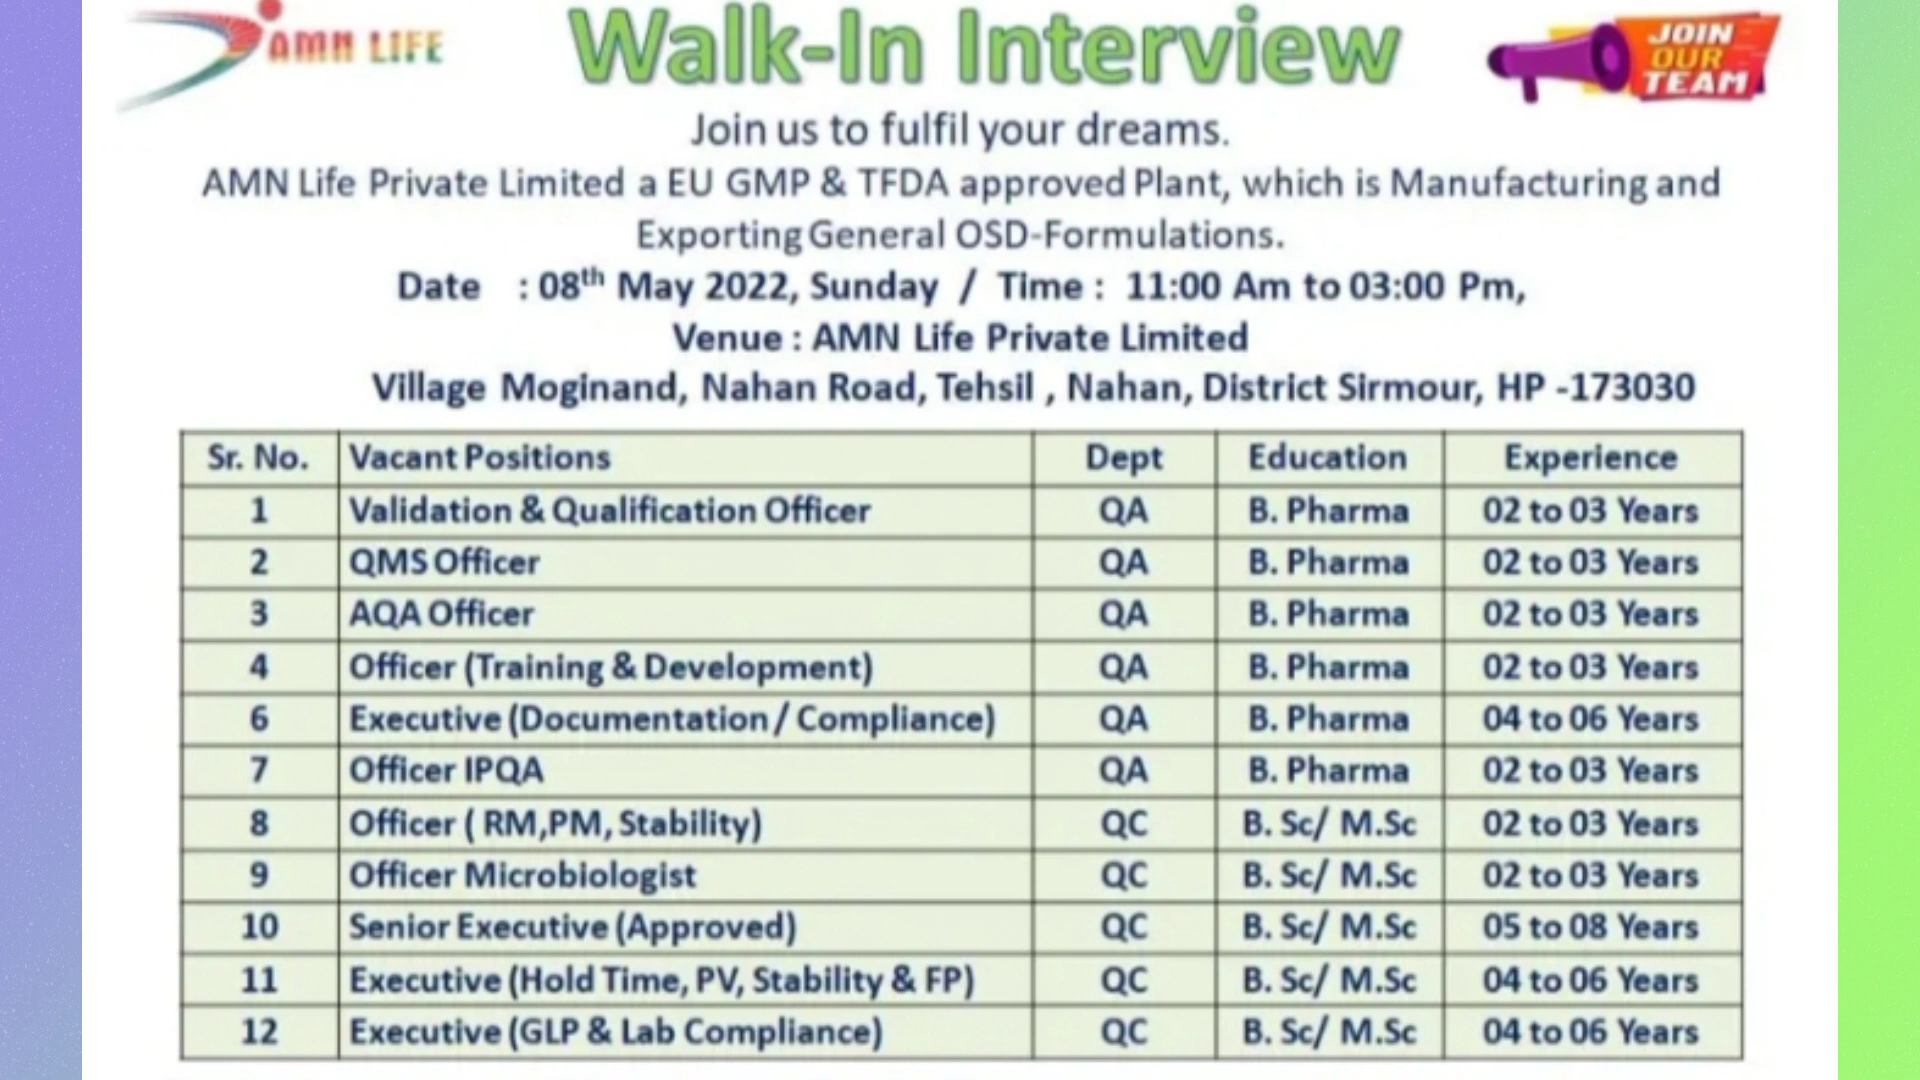 AMN LIFE
Walk-In Interview
JOIN
OUR
TEAM
Join us to fulfil your dreams.
AMN Life Private Limited a EU GMP & TFDA approved Plant, which is Manufacturing and
Exporting General OSD-Formulations.
Date : 08th May 2022, Sunday / Time : 11:00 Am to 03:00 Pm,
Venue : AMN Life Private Limited
Village Moginand, Nahan Road, Tehsil , Nahan, District Sirmour, HP -173030
Sr. No. Vacant Positions Dept Education Experience
1 Validation & Qualification Officer QA B. Pharma 02 to 03 Years
2 QMS Officer QA B. Pharma 02 to 03 Years
3 AQA Officer QA B. Pharma 02 to 03 Years
4 Officer (Training & Development) QA B. Pharma 02 to 03 Years
6 Executive (Documentation / Compliance) QA B. Pharma 04 to 06 Years
7 Officer IPQA QA B. Pharma 02 to 03 Years
8 Officer ( RM,PM, Stability) QC B. Sc/ M.Sc 02 to 03 Years
9 Officer Microbiologist QC B. Sc/ M.Sc 02 to 03 Years
10 Senior Executive (Approved) QC B. Sc/ M.Sc 05 to 08 Years
11 Executive (Hold Time, PV, Stability & FP) QC B. Sc/ M.Sc 04 to 06 Years
12 Executive (GLP & Lab Compliance) QC B. Sc/ M.Sc 04 to 06 Years